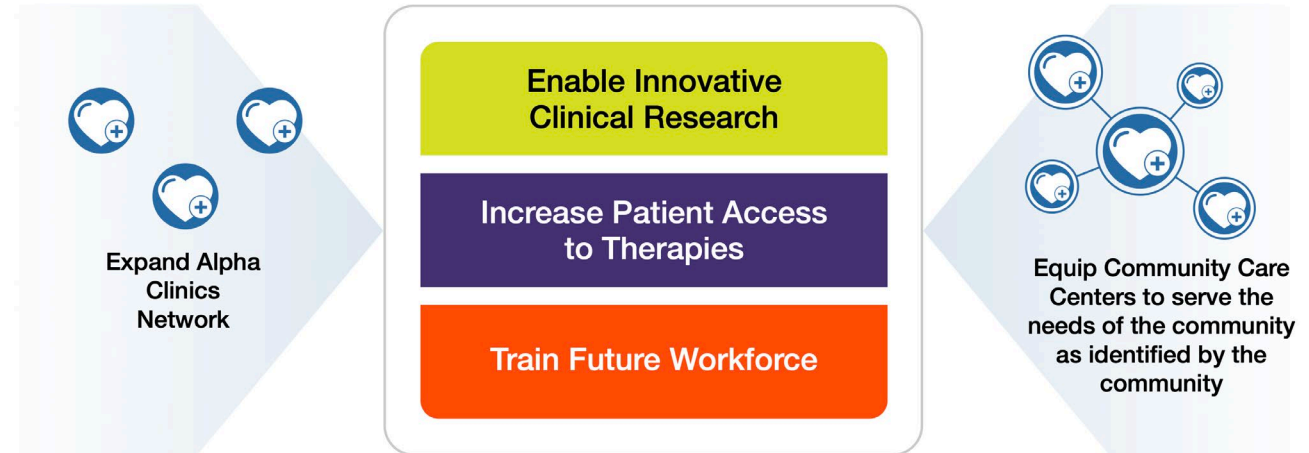 Expand Alpha
Clinics
Network
Enable Innovative
Clinical Research
Increase Patient Access
to Therapies
Train Future Workforce
Equip Community Care
Centers to serve the
needs of the community
as identified by the
community